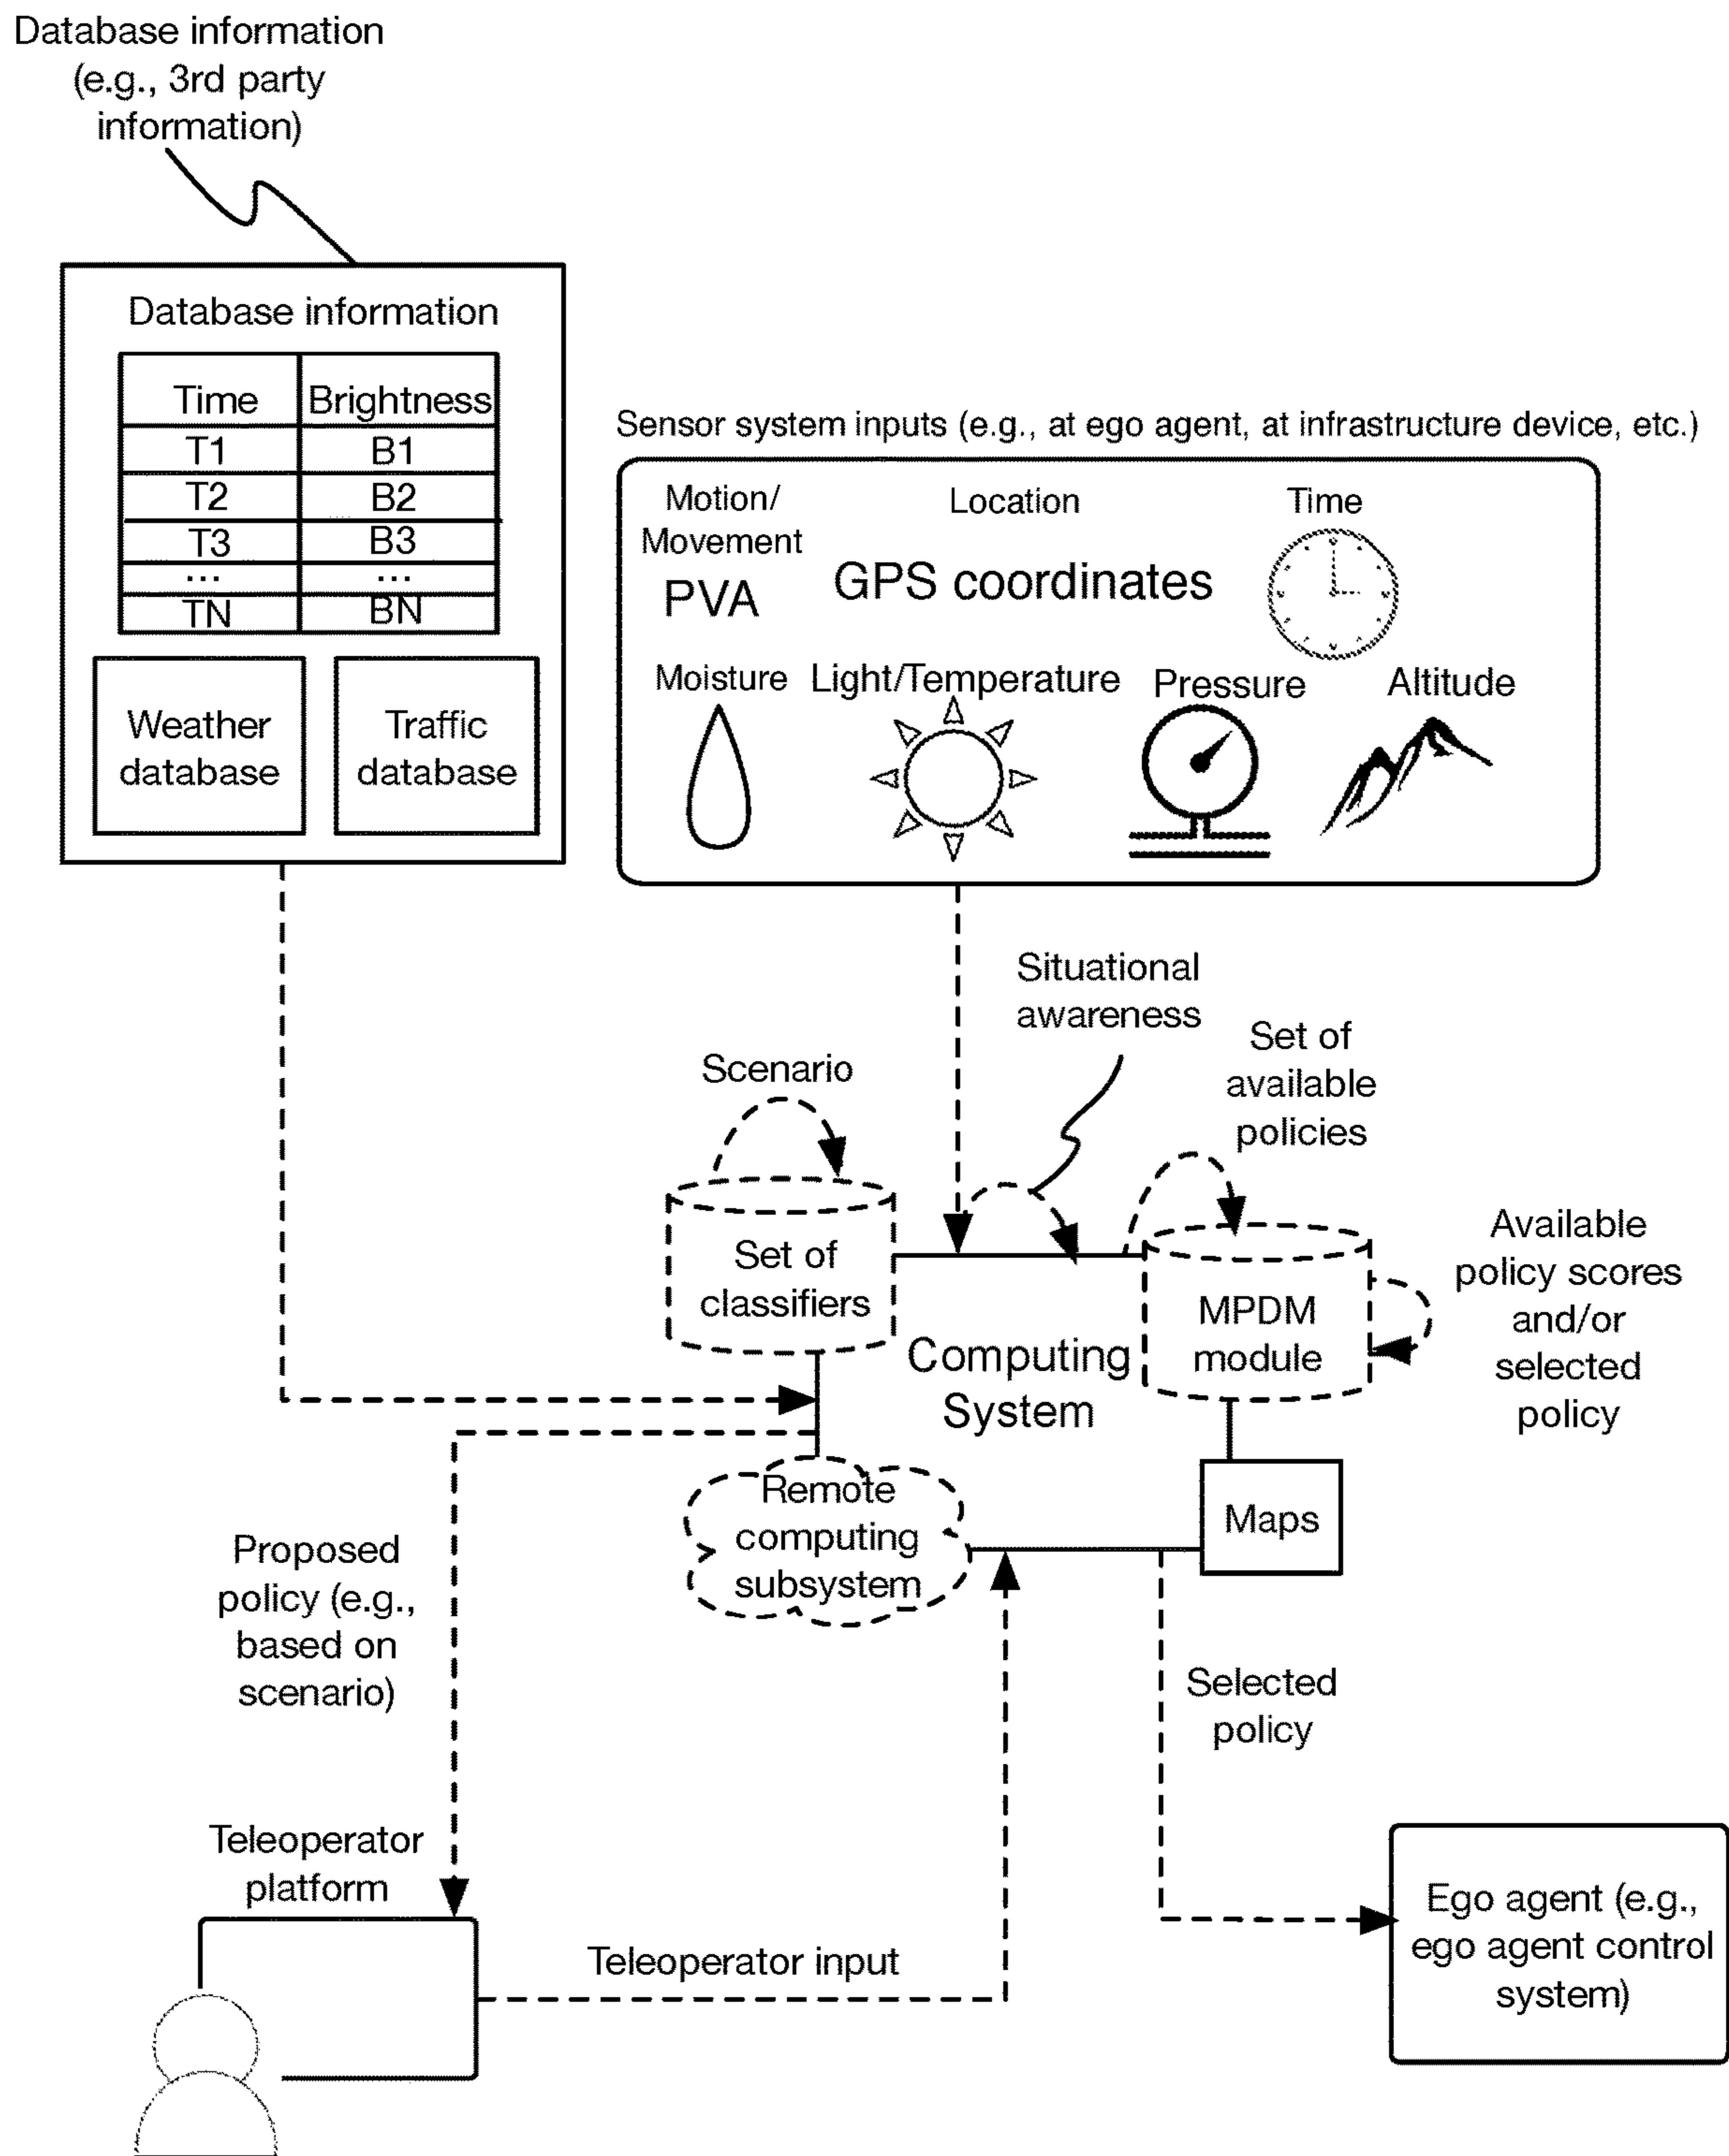 Database information
(e.g., 3rd party
information)
Database information
Time Brightness
T1 B1
T2 B2
T3 B3
... ...
TN BN
Weather
database
Traffic
database
Sensor system inputs (e.g., at ego agent, at infrastructure device, etc.)
Motion/
Movement
PVA
Location
GPS coordinates
Time
Moisture
Light/Temperature
Pressure
Altitude
Situational
awareness
Set of
available
policies
Scenario
Set of
classifiers
Computing
System
MPDM
module
Available
policy scores
and/or
selected
policy
Remote
computing
subsystem
Maps
Proposed
policy (e.g.,
based on
scenario)
Selected
policy
Teleoperator
platform
Teleoperator input
Ego agent (e.g.,
ego agent control
system)